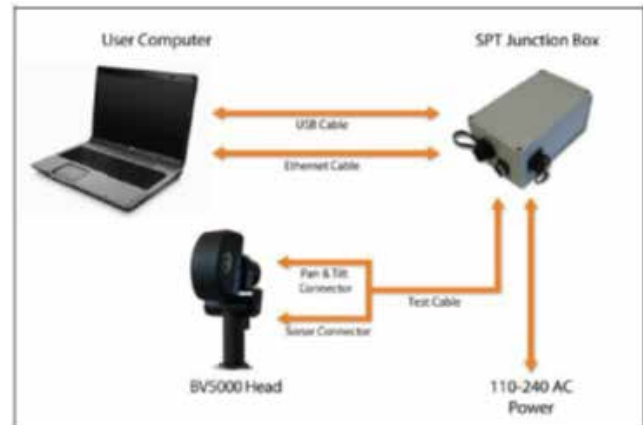 User Computer
SPT Junction Box
USB Cable
Ethernet Cable
Pan & Tilt
Connector
Test Cable
Sonar Connector
BV5000 Head
110-240 AC
Power